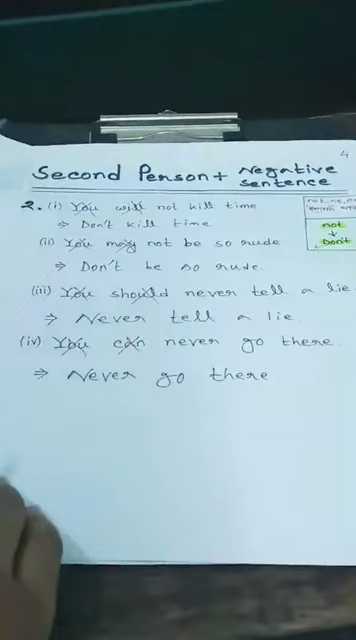 4
Second Person + Negative sentence
2. (i) You will not kill time
⇒ Don't kill time
(ii) You may not be so rude
⇒ Don't be so rude.
(iii) You should never tell a lie
⇒ Never tell a lie
(iv) You can never go there
⇒ Never go there
not, no, n
not
↓
Don't